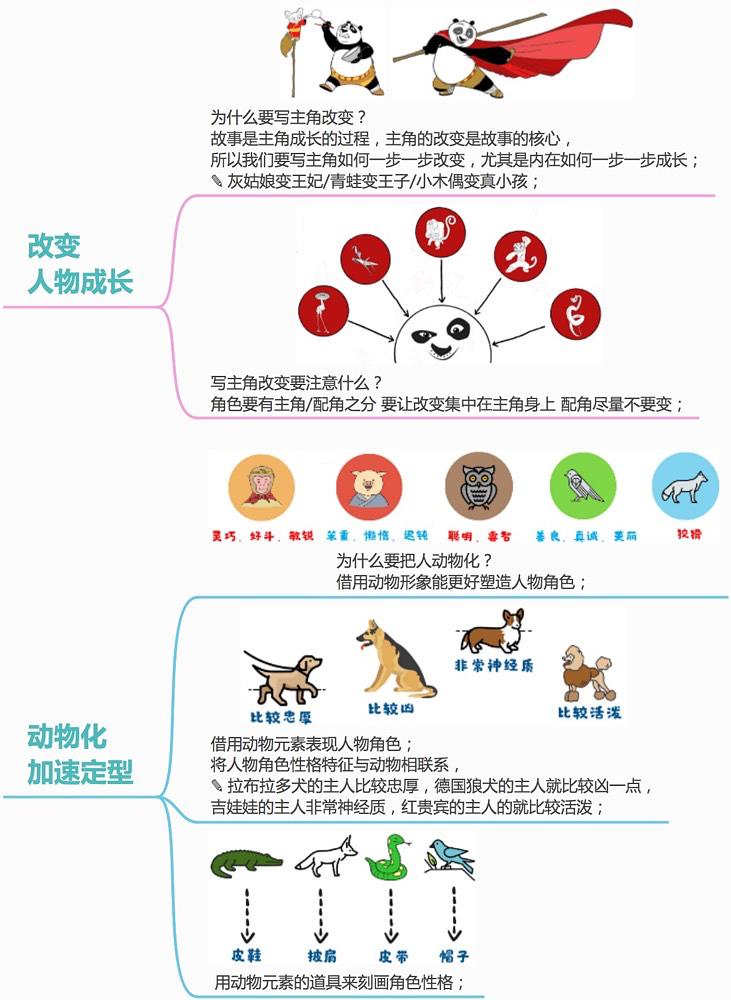 为什么要写主角改变？
故事是主角成长的过程，主角的改变是故事的核心，
所以我们要写主角如何一步一步改变，尤其是内在如何一步一步成长；
✎ 灰姑娘变王妃/青蛙变王子/小木偶变真小孩；
改变
人物成长
写主角改变要注意什么？
角色要有主角/配角之分 要让改变集中在主角身上 配角尽量不要变；
灵巧、好斗、敏锐
笨重、懒惰、迟钝
聪明、睿智
善良、真诚、美丽
狡猾
为什么要把人动物化？
借用动物形象能更好塑造人物角色；
动物化
加速定型
比较忠厚
比较凶
非常神经质
比较活泼
借用动物元素表现人物角色；
将人物角色性格特征与动物相联系，
✎ 拉布拉多犬的主人比较忠厚，德国狼犬的主人就比较凶一点，
吉娃娃的主人非常神经质，红贵宾的主人的就比较活泼；
皮鞋
披肩
皮带
帽子
用动物元素的道具来刻画角色性格；